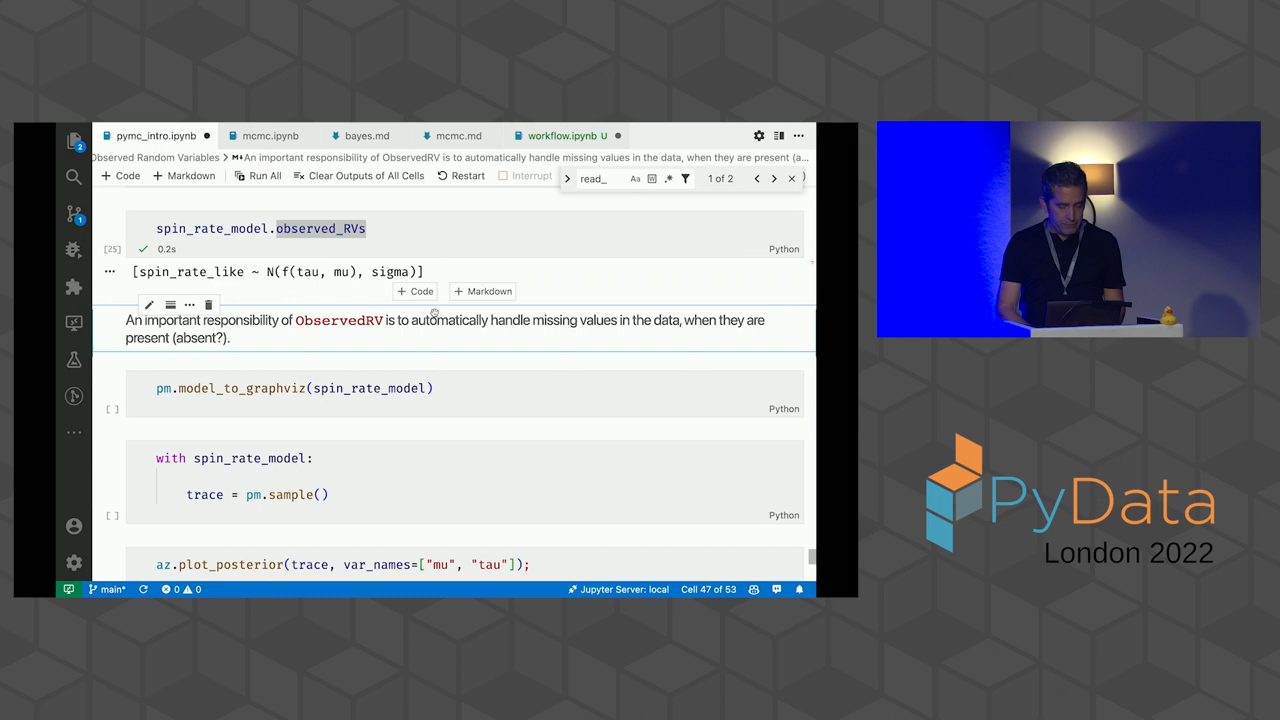 pymc_intro.ipynb mcmc.ipynb bayes.md mcmc.md workflow.ipynb U
Observed Random Variables > M↓An important responsibility of ObservedRV is to automatically handle missing values in the data, when they are present (a...
+ Code + Markdown Run All Clear Outputs of All Cells Restart Interrupt
read_ Aa 1 of 2
2
1
spin_rate_model.observed_RVs
[25] 0.2s Python
... [spin_rate_like ~ N(f(tau, mu), sigma)]
+ Code + Markdown
An important responsibility of ObservedRV is to automatically handle missing values in the data, when they are
present (absent?).
pm.model_to_graphviz(spin_rate_model)
[ ] Python
with spin_rate_model:
trace = pm.sample()
[ ] Python
az.plot_posterior(trace, var_names=["mu", "tau"]);
main* 0 0 Jupyter Server: local Cell 47 of 53
PyData
London 2022